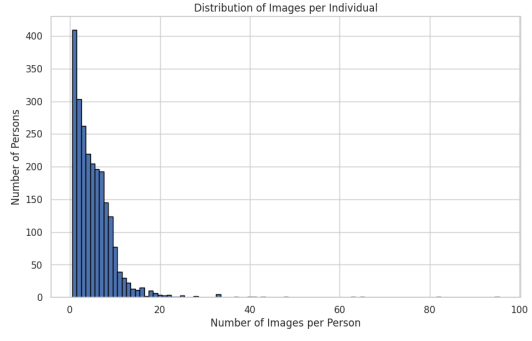 Distribution of Images per Individual
400
350
300
250
200
150
100
50
0
Number of Persons
0 20 40 60 80 100
Number of Images per Person